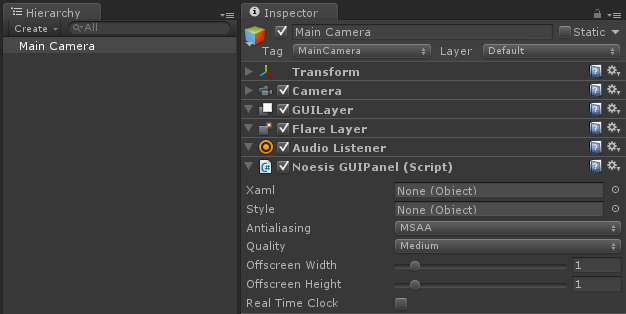 Hierarchy
Create All
Main Camera
Inspector
Main Camera Static
Tag MainCamera Layer Default
Transform
Camera
GUILayer
Flare Layer
Audio Listener
Noesis GUIPanel (Script)
Xaml None (Object)
Style None (Object)
Antialiasing MSAA
Quality Medium
Offscreen Width 1
Offscreen Height 1
Real Time Clock